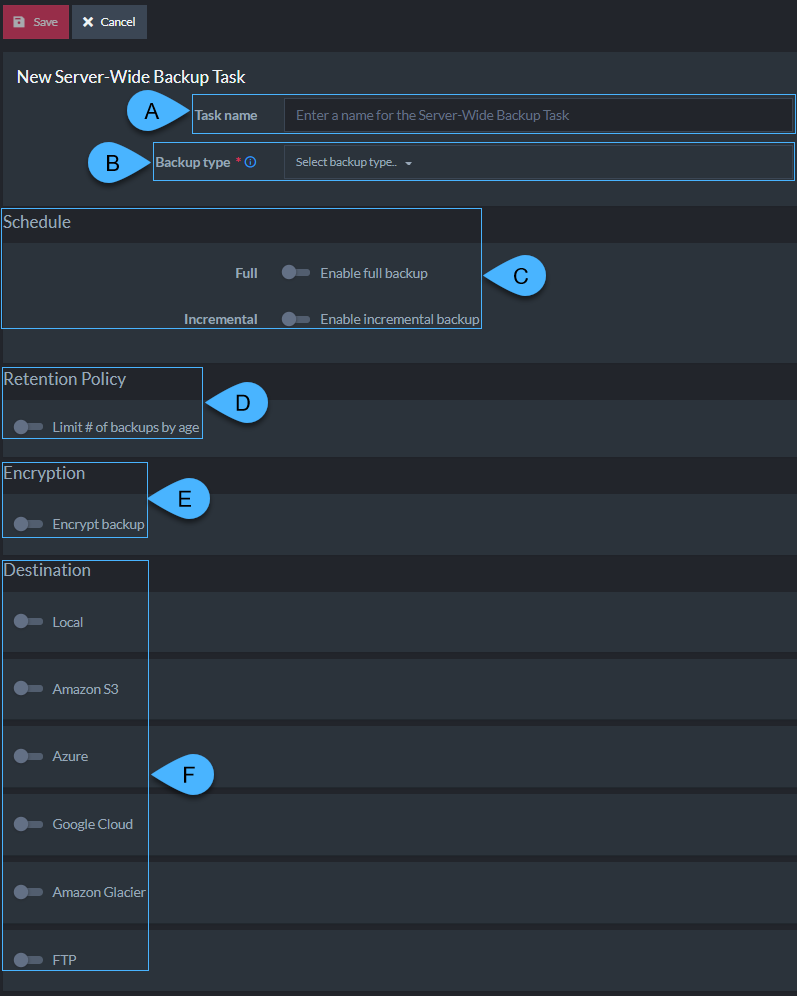 Save Cancel
New Server-Wide Backup Task
A Task name Enter a name for the Server-Wide Backup Task
B Backup type * Select backup type..
Schedule
Full Enable full backup
C
Incremental Enable incremental backup
Retention Policy
D
Limit # of backups by age
Encryption
E
Encrypt backup
Destination
Local
Amazon S3
Azure
F
Google Cloud
Amazon Glacier
FTP